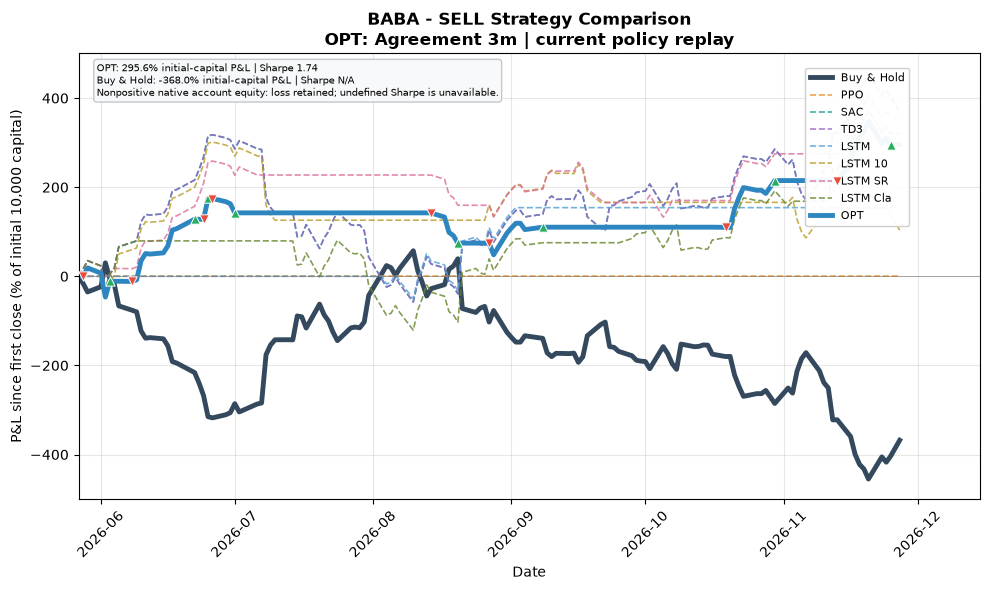 BABA - SELL Strategy Comparison
OPT: Agreement 3m | current policy replay
OPT: 295.6% initial-capital P&L | Sharpe 1.74
Buy & Hold: -368.0% initial-capital P&L | Sharpe N/A
Nonpositive native account equity: loss retained; undefined Sharpe is unavailable.
Buy & Hold
PPO
SAC
TD3
LSTM
LSTM 10
LSTM SR
LSTM Cla
OPT
P&L since first close (% of initial 10,000 capital)
400
200
0
−200
−400
2026-06
2026-07
2026-08
2026-09
2026-10
2026-11
2026-12
Date